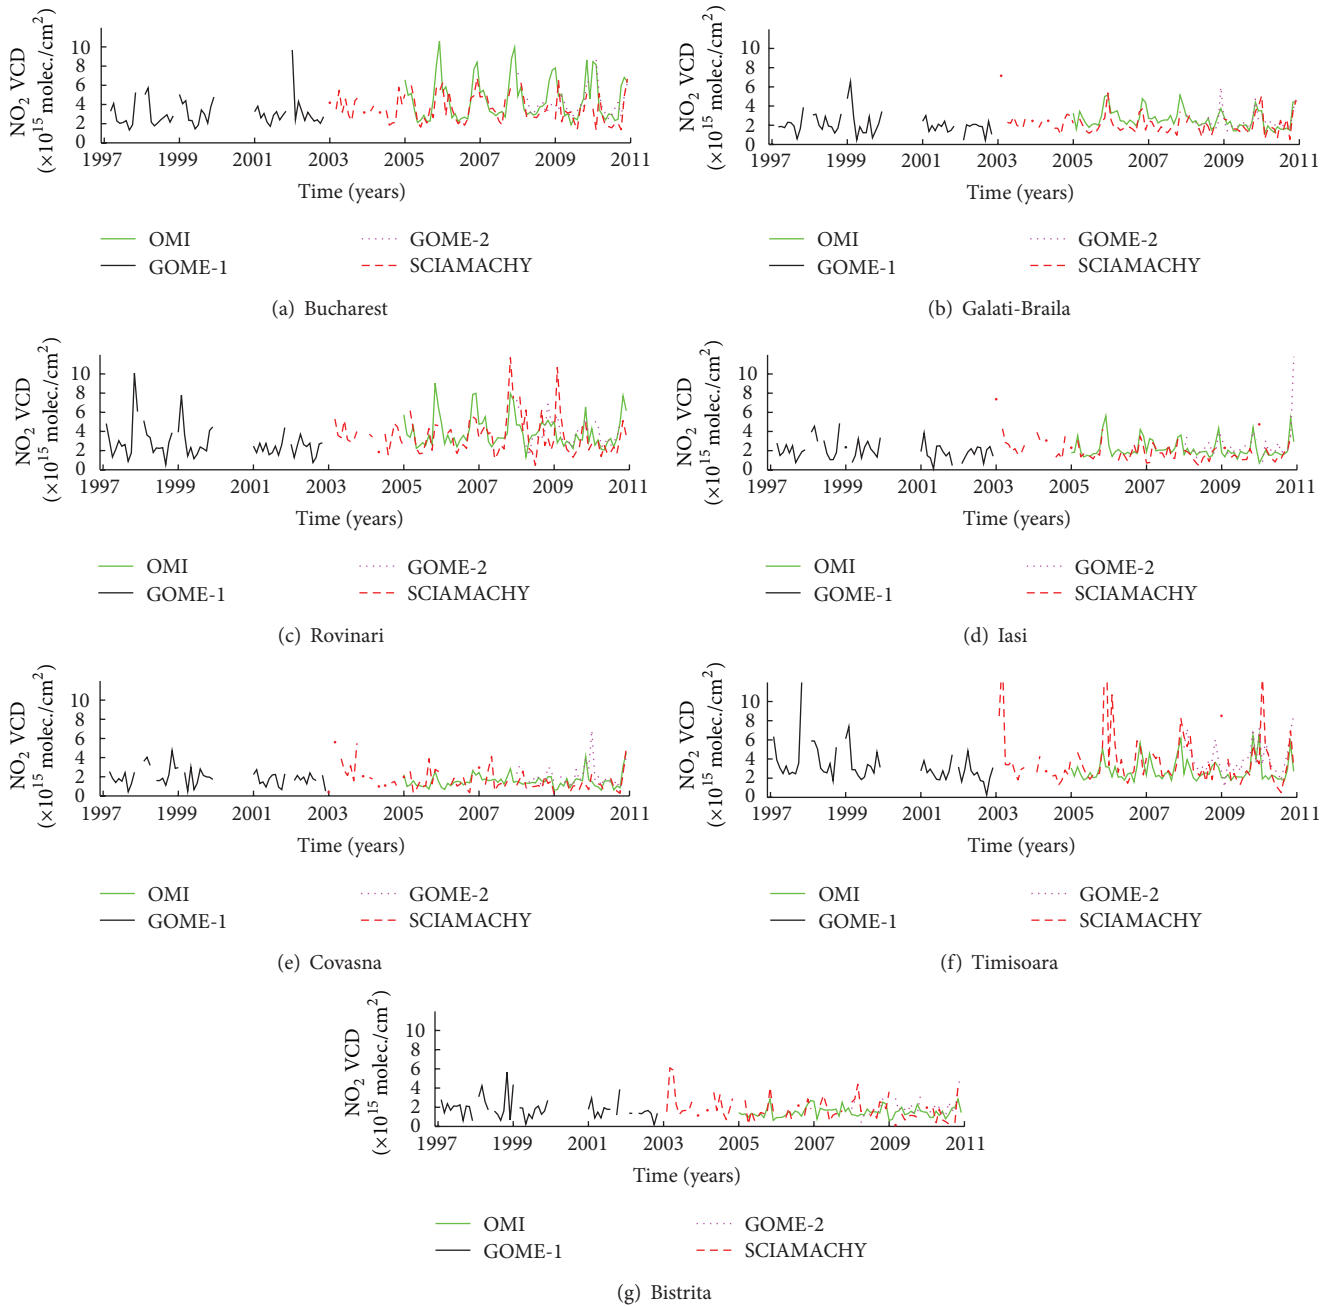 NO2 VCD
(×10^15 molec./cm^2)
10
8
6
4
2
0
1997 1999 2001 2003 2005 2007 2009 2011
Time (years)
OMI
GOME-1
GOME-2
SCIAMACHY
(a) Bucharest
NO2 VCD
(×10^15 molec./cm^2)
10
8
6
4
2
0
1997 1999 2001 2003 2005 2007 2009 2011
Time (years)
OMI
GOME-1
GOME-2
SCIAMACHY
(b) Galati-Braila
NO2 VCD
(×10^15 molec./cm^2)
10
8
6
4
2
0
1997 1999 2001 2003 2005 2007 2009 2011
Time (years)
OMI
GOME-1
GOME-2
SCIAMACHY
(c) Rovinari
NO2 VCD
(×10^15 molec./cm^2)
10
8
6
4
2
0
1997 1999 2001 2003 2005 2007 2009 2011
Time (years)
OMI
GOME-1
GOME-2
SCIAMACHY
(d) Iasi
NO2 VCD
(×10^15 molec./cm^2)
10
8
6
4
2
0
1997 1999 2001 2003 2005 2007 2009 2011
Time (years)
OMI
GOME-1
GOME-2
SCIAMACHY
(e) Covasna
NO2 VCD
(×10^15 molec./cm^2)
10
8
6
4
2
0
1997 1999 2001 2003 2005 2007 2009 2011
Time (years)
OMI
GOME-1
GOME-2
SCIAMACHY
(f) Timisoara
NO2 VCD
(×10^15 molec./cm^2)
10
8
6
4
2
0
1997 1999 2001 2003 2005 2007 2009 2011
Time (years)
OMI
GOME-1
GOME-2
SCIAMACHY
(g) Bistrita